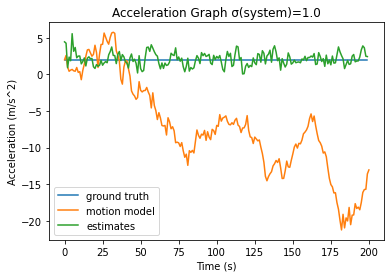 Acceleration Graph σ(system)=1.0
Acceleration (m/s^2)
5
0
−5
−10
−15
−20
ground truth
motion model
estimates
0 25 50 75 100 125 150 175 200
Time (s)